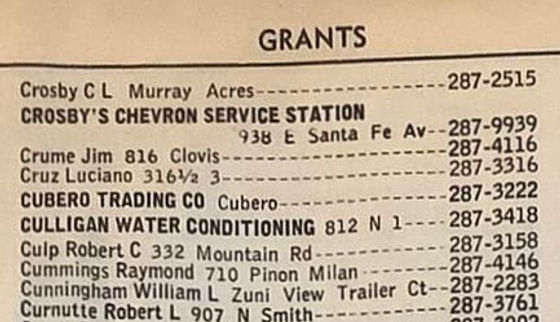 GRANTS
Crosby C L Murray Acres--------------------287-2515
CROSBY'S CHEVRON SERVICE STATION
938 E Santa Fe Av--287-9939
Crume Jim 816 Clovis------------------------287-4116
Cruz Luciano 316½ 3------------------------287-3316
CUBERO TRADING CO Cubero-----------------287-3222
CULLIGAN WATER CONDITIONING 812 N 1----287-3418
Culp Robert C 332 Mountain Rd--------------287-3158
Cummings Raymond 710 Pinon Milan---------287-4146
Cunningham William L Zuni View Trailer Ct--287-2283
Curnutte Robert L 907 N Smith--------------287-3761